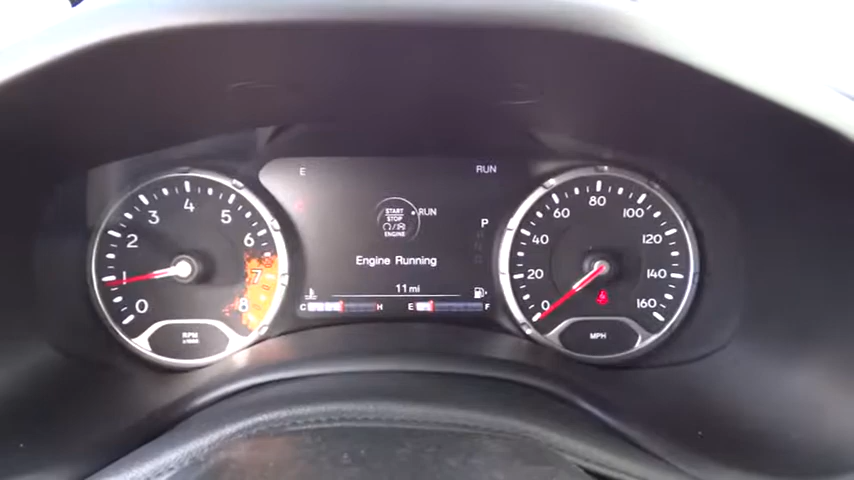 E RUN
START
STOP
ENGINE
RUN
P
Engine Running
11 mi
C H E F
0 1 2 3 4 5 6 7 8
RPM
x1000
0 20 40 60 80 100 120 140 160
MPH